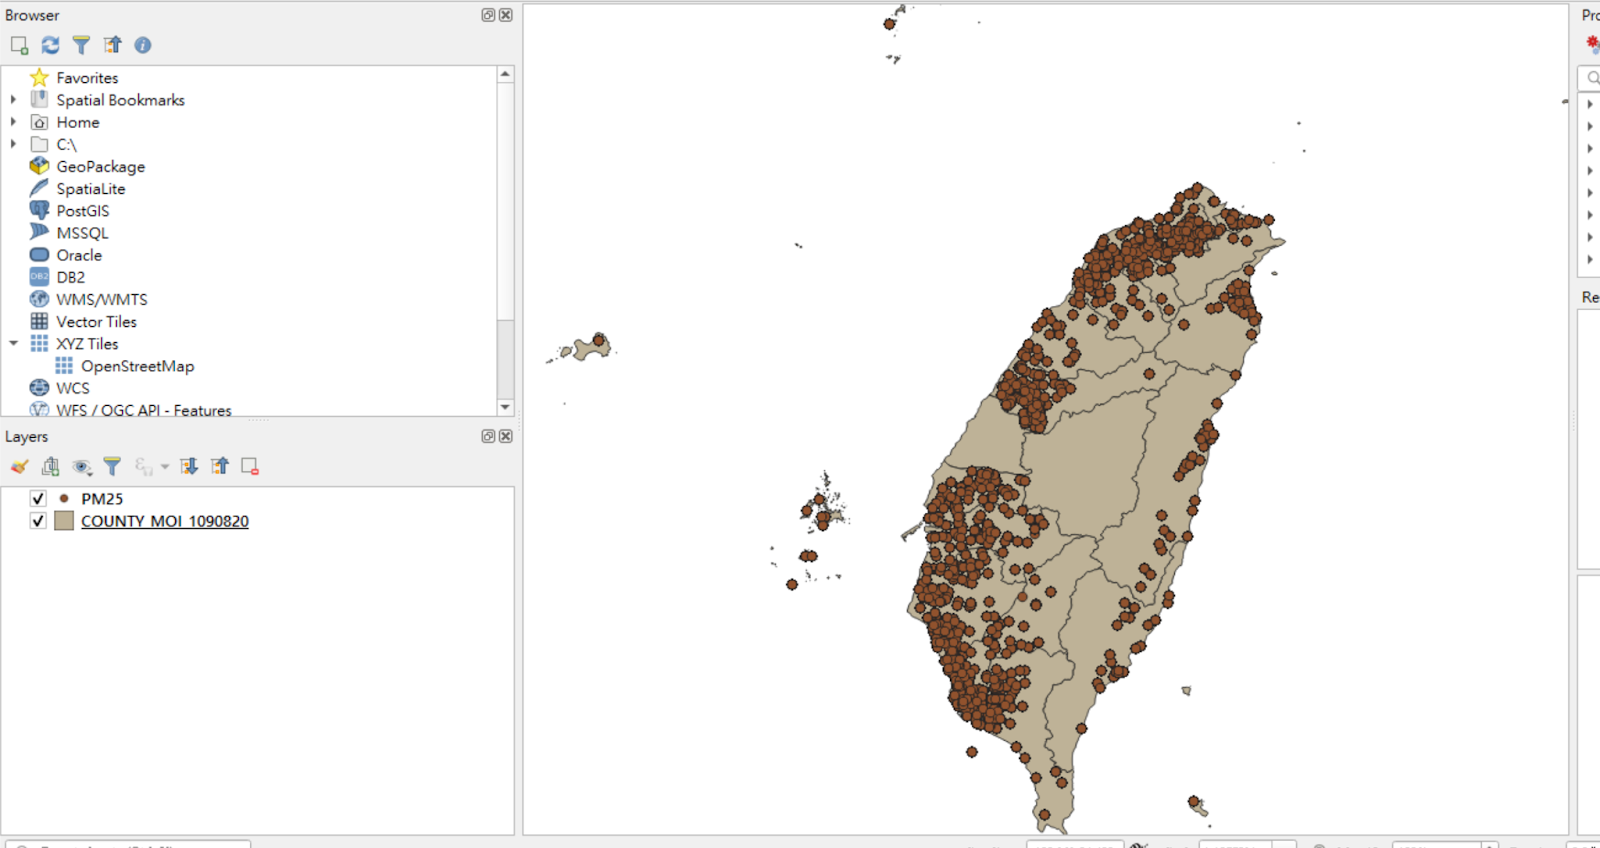 Browser
Favorites
Spatial Bookmarks
Home
C:\
GeoPackage
SpatiaLite
PostGIS
MSSQL
Oracle
DB2
WMS/WMTS
Vector Tiles
XYZ Tiles
OpenStreetMap
WCS
WFS / OGC API - Features
Layers
PM25
COUNTY_MOI_1090820
Pro
Re